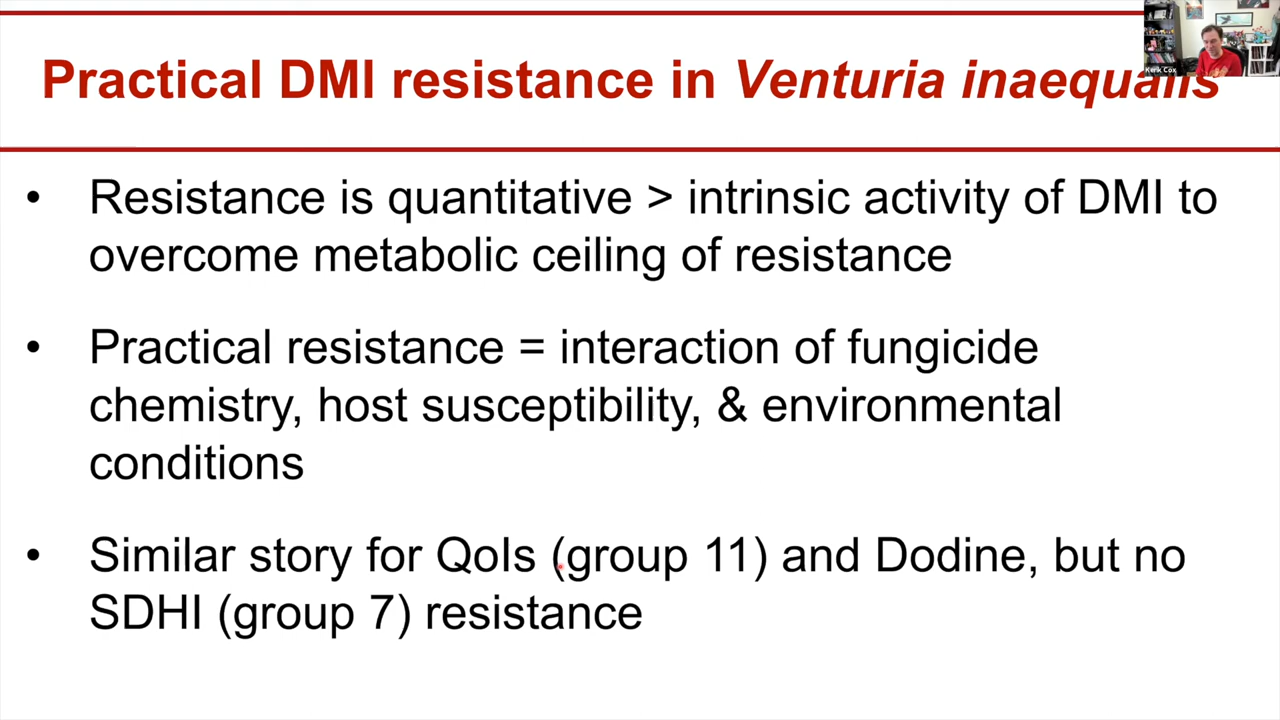 Practical DMI resistance in Venturia inaequalis
Kerk Cox
• Resistance is quantitative > intrinsic activity of DMI to
overcome metabolic ceiling of resistance
• Practical resistance = interaction of fungicide
chemistry, host susceptibility, & environmental
conditions
• Similar story for QoIs (group 11) and Dodine, but no
SDHI (group 7) resistance